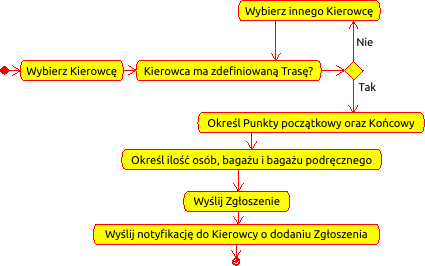 Wybierz innego Kierowcę
Nie
Wybierz Kierowcę
Kierowca ma zdefiniowaną Trasę?
Tak
Określ Punkty początkowy oraz Końcowy
Określ ilość osób, bagażu i bagażu podręcznego
Wyślij Zgłoszenie
Wyślij notyfikację do Kierowcy o dodaniu Zgłoszenia